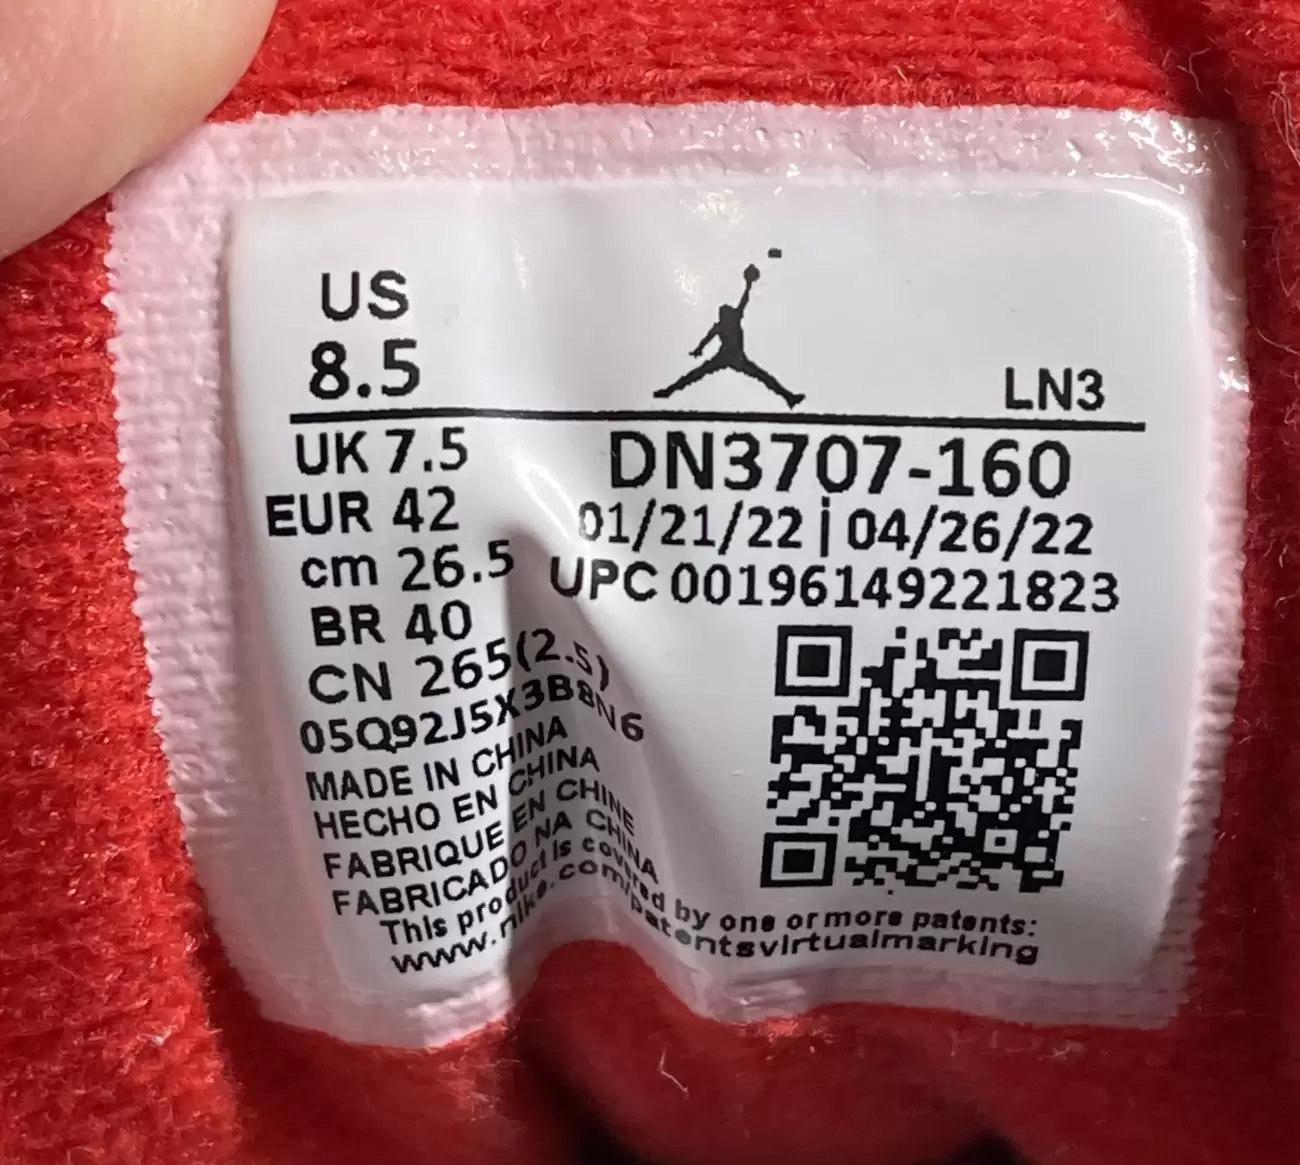 US
8.5
LN3
UK 7.5
DN3707-160
EUR 42
01/21/22 | 04/26/22
cm 26.5
UPC 001961149221823
BR 40
CN 265(2.5)
05Q92J5X3B8N6
MADE IN CHINA
HECHO EN CHINA
FABRIQUE EN CHINE
FABRICADO NA CHINA
This product is covered by one or more patents:
www.nike.com/patentsvirtualmarking